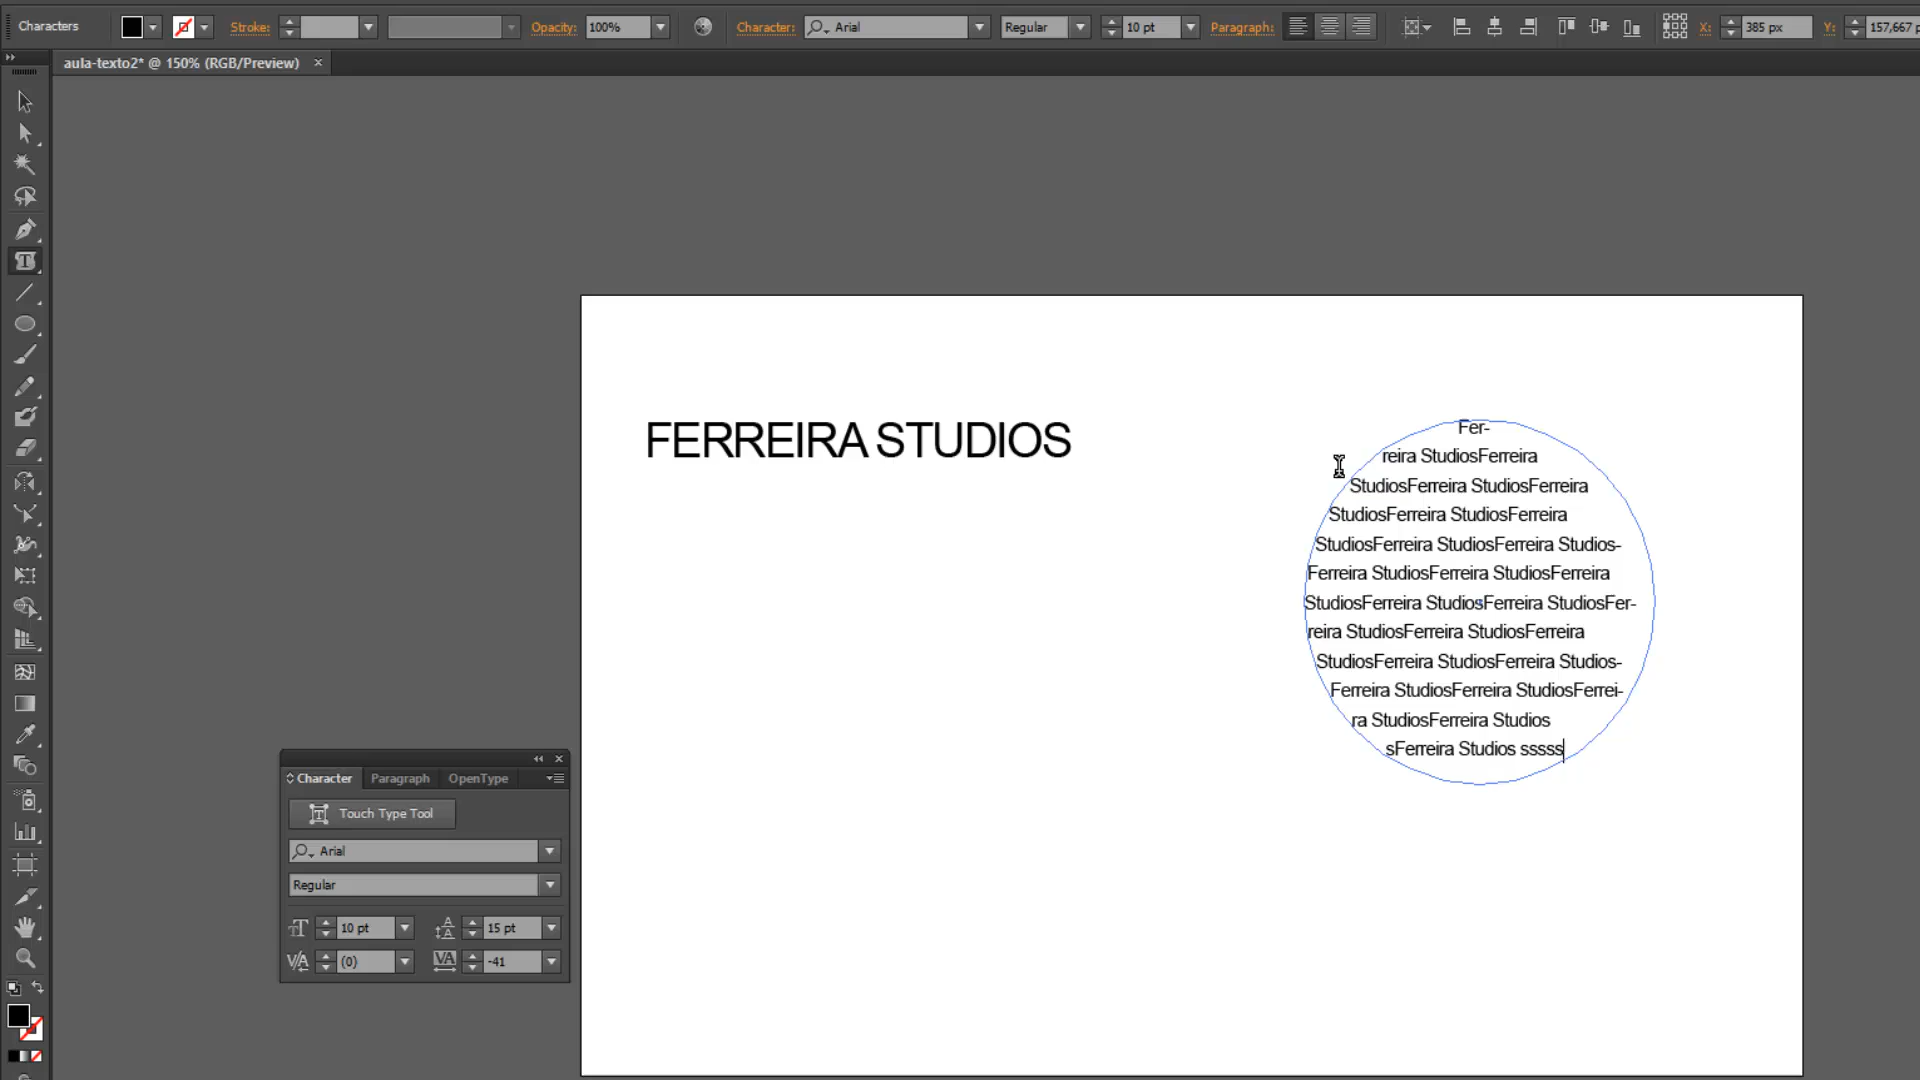 Characters Stroke: Opacity: 100% Character: Arial Regular 10 pt Paragraph: X: 385 px Y: 157,667 p
aula-texto2* @ 150% (RGB/Preview)
FERREIRA STUDIOS
Fer-
reira StudiosFerreira
StudiosFerreira StudiosFerreira
StudiosFerreira StudiosFerreira
StudiosFerreira StudiosFerreira Studios-
Ferreira StudiosFerreira StudiosFerreira
StudiosFerreira StudiosFerreira StudiosFer-
reira StudiosFerreira StudiosFerreira
StudiosFerreira StudiosFerreira Studios-
Ferreira StudiosFerreira StudiosFerrei-
ra StudiosFerreira Studios
sFerreira Studios sssss
Character Paragraph OpenType
Touch Type Tool
Arial
Regular
10 pt 15 pt
(0) -41